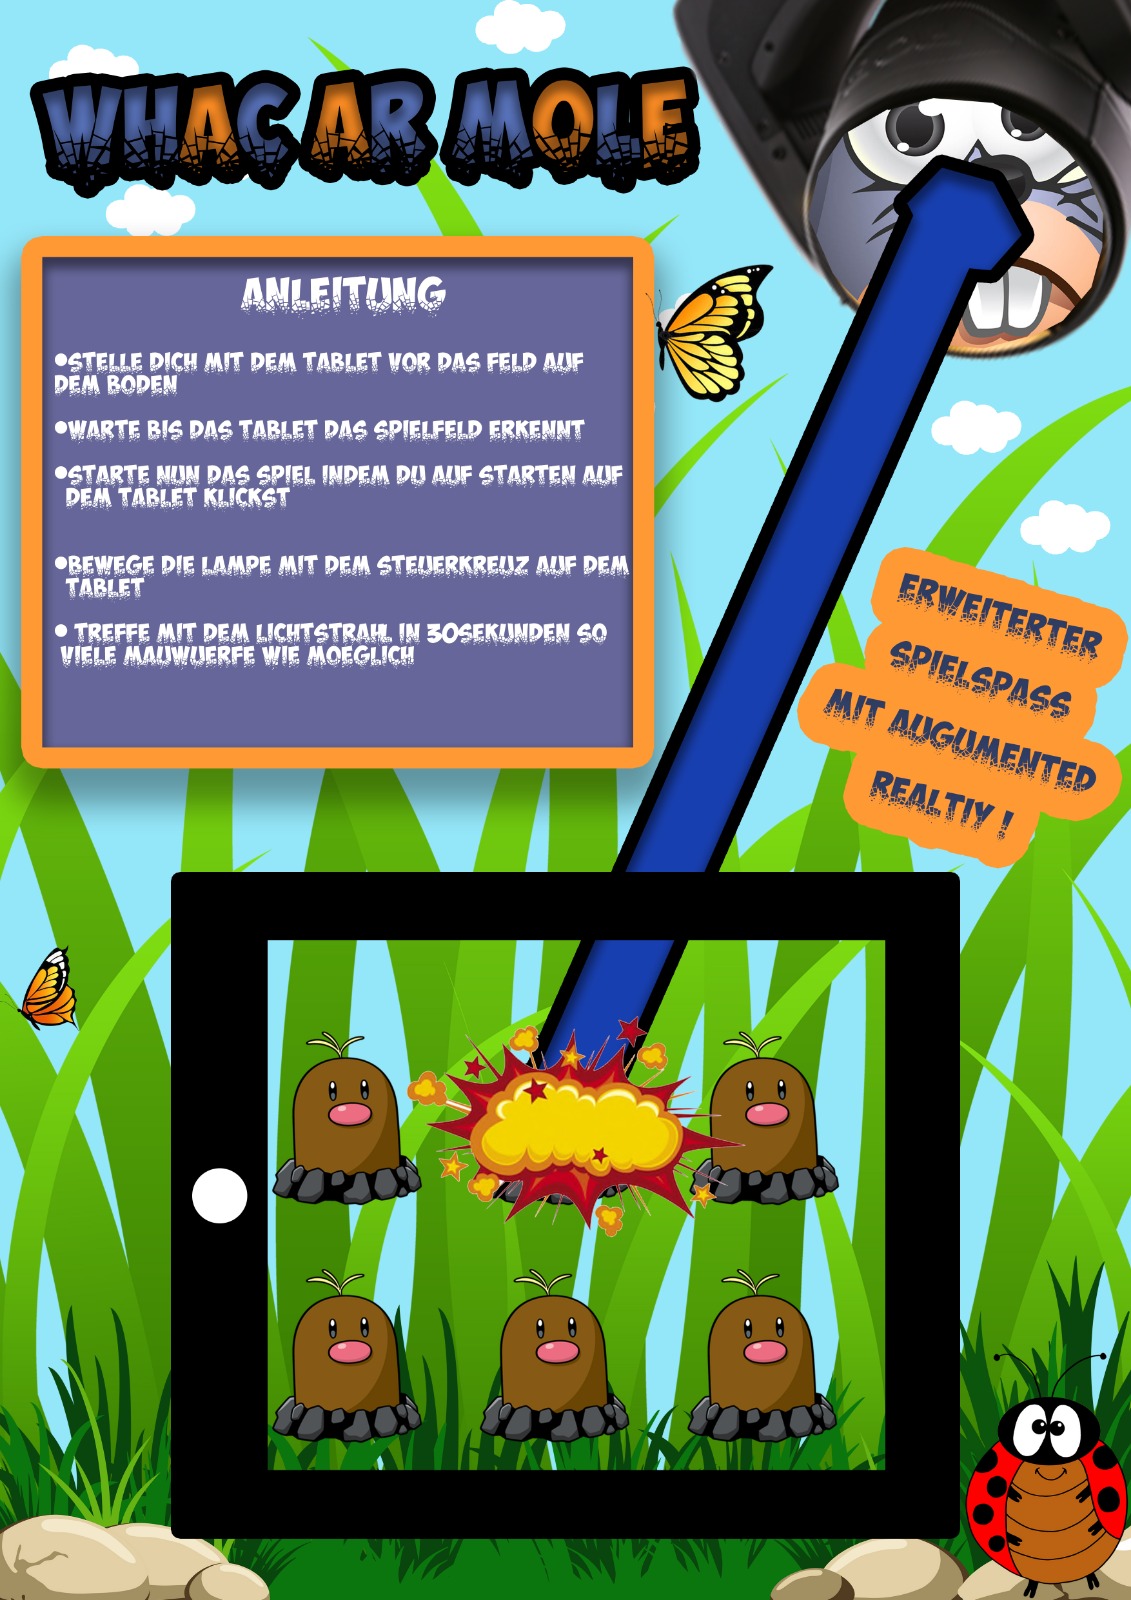 WHAC AR MOLE
ANLEITUNG
•STELLE DICH MIT DEM TABLET VOR DAS FELD AUF
DEM BODEN
•WARTE BIS DAS TABLET DAS SPIELFELD ERKENNT
•STARTE NUN DAS SPIEL INDEM DU AUF STARTEN AUF
DEM TABLET KLICKST
•BEWEGE DIE LAMPE MIT DEM STEUERKREUZ AUF DEM
TABLET
• TREFFE MIT DEM LICHTSTRAHL IN 30SEKUNDEN SO
VIELE MAUWUERFE WIE MOEGLICH
ERWEITERTER
SPIELSPASS
MIT AUGUMENTED
REALTIY !